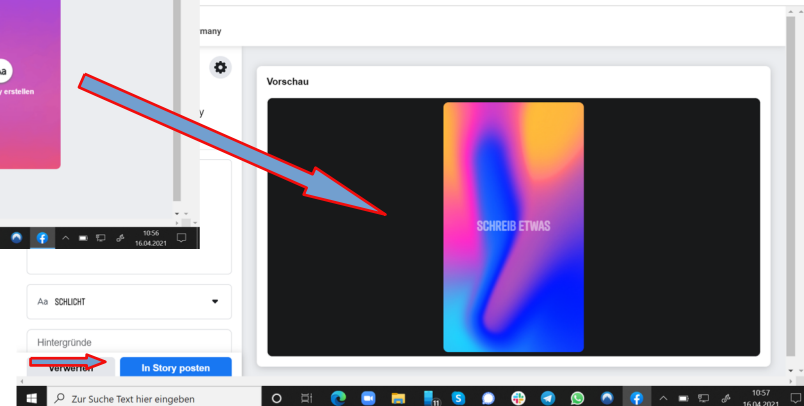 many
a
y erstellen
10:56
16.04.2021
y
Vorschau
SCHREIB ETWAS
Aa SCHLICHT
Hintergründe
Verwerfen
In Story posten
Zur Suche Text hier eingeben
11
10:57
16.04.2021